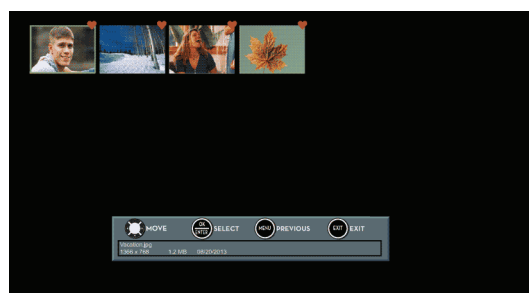 MOVE OK ENTER SELECT MENU PREVIOUS EXIT EXIT
Vacation.jpg
1366 x 768 1.2 MB 08/20/2013